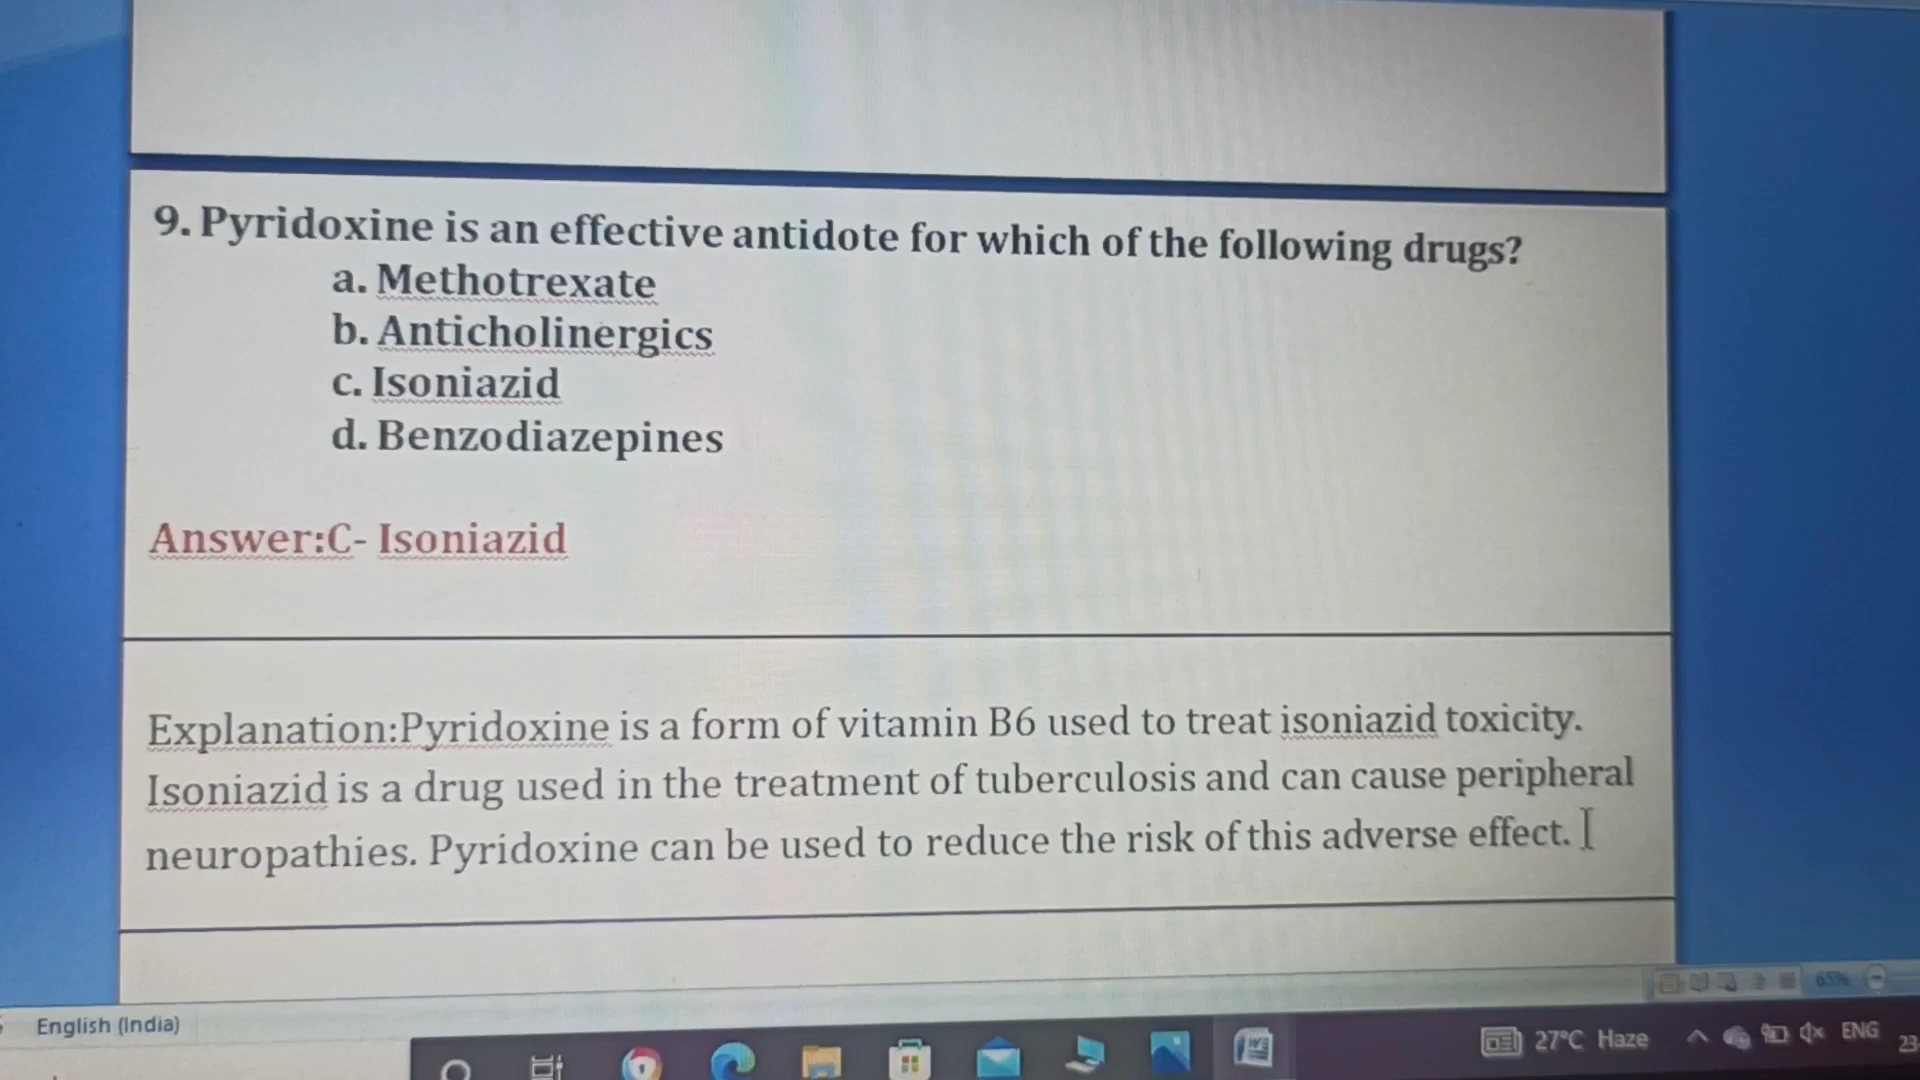 9. Pyridoxine is an effective antidote for which of the following drugs?
a. Methotrexate
b. Anticholinergics
c. Isoniazid
d. Benzodiazepines
Answer:C- Isoniazid
Explanation:Pyridoxine is a form of vitamin B6 used to treat isoniazid toxicity.
Isoniazid is a drug used in the treatment of tuberculosis and can cause peripheral
neuropathies. Pyridoxine can be used to reduce the risk of this adverse effect.
English (India)
27°C Haze
ENG